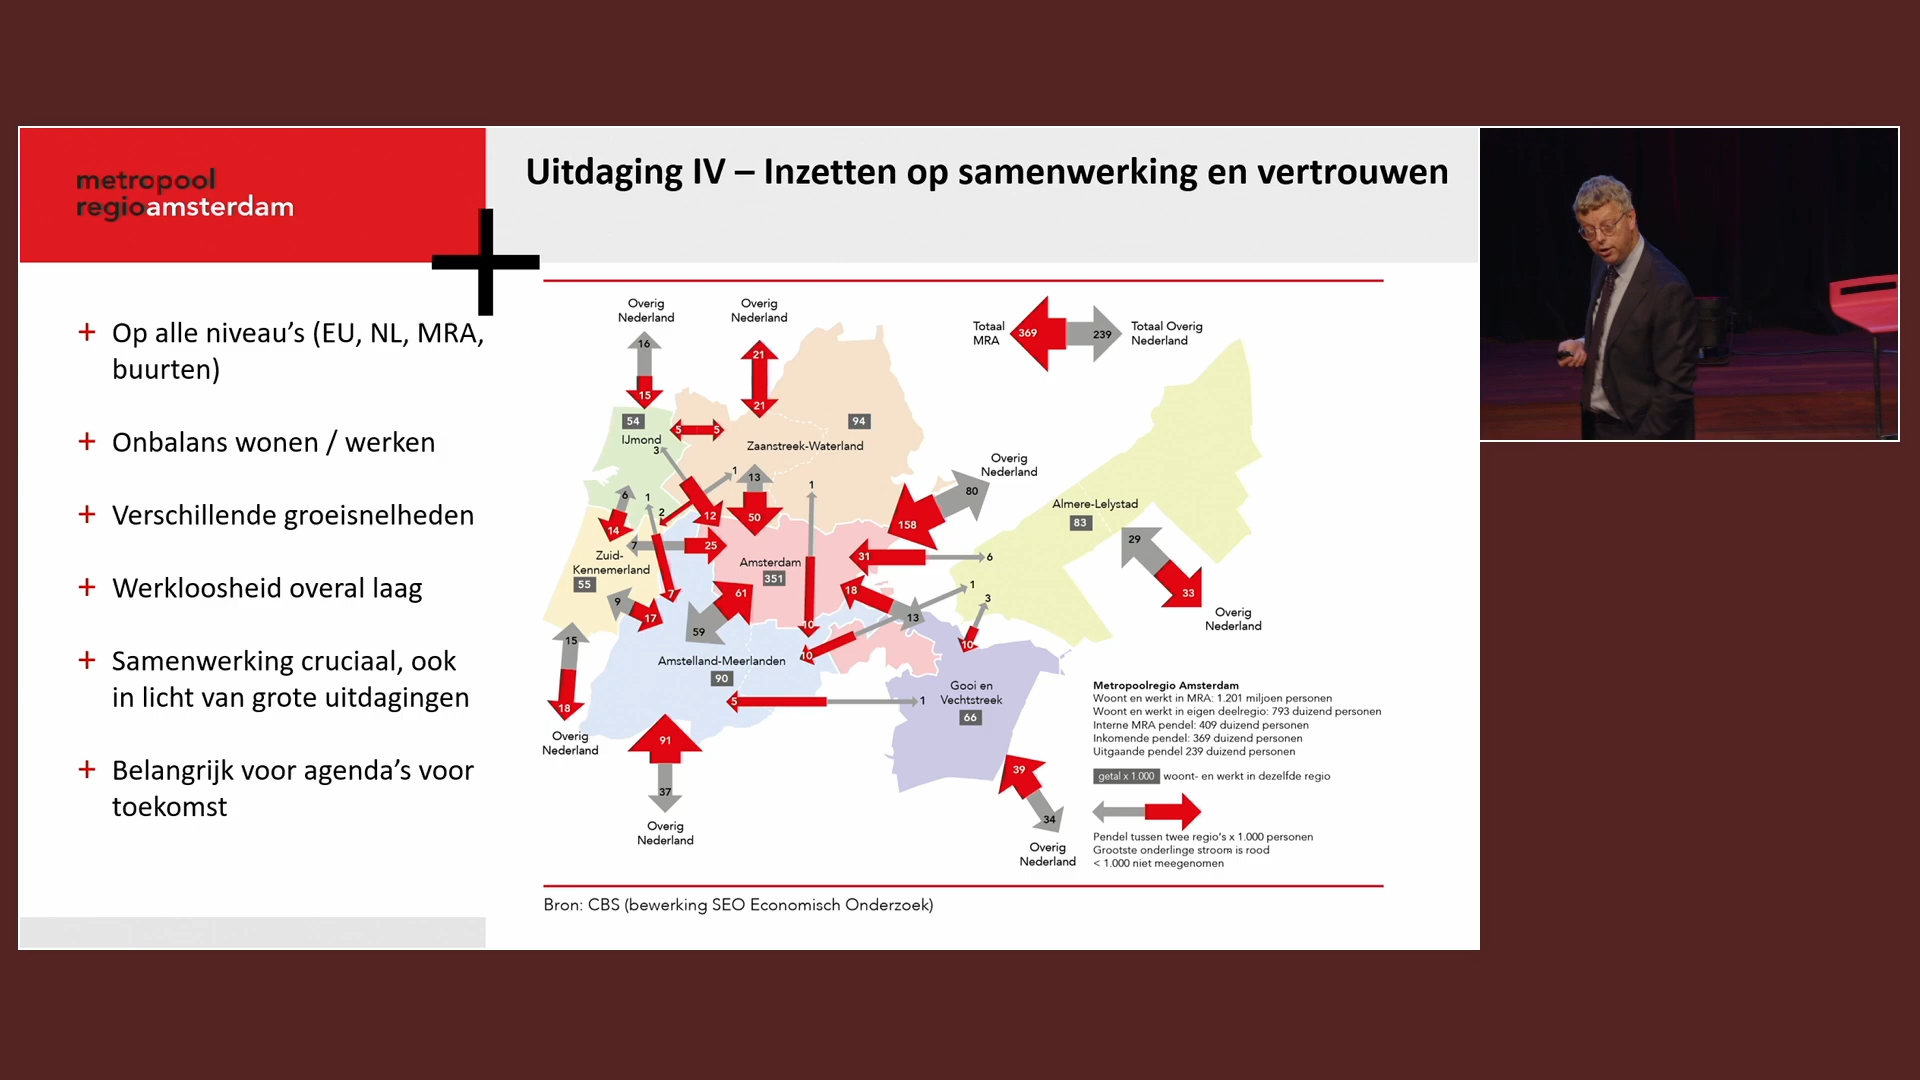 metropool
regioamsterdam
Uitdaging IV – Inzetten op samenwerking en vertrouwen
+ Op alle niveau's (EU, NL, MRA,
buurten)
+ Onbalans wonen / werken
+ Verschillende groeisnelheden
+ Werkloosheid overal laag
+ Samenwerking cruciaal, ook
in licht van grote uitdagingen
+ Belangrijk voor agenda's voor
toekomst
Overig
Nederland
16
15
Overig
Nederland
21
21
Totaal
MRA
369
239
Totaal Overig
Nederland
54
IJmond
5
5
94
Zaanstreek-Waterland
3
12
1
2
13
50
1
10
Overig
Nederland
80
158
Almere-Lelystad
83
29
33
Overig
Nederland
6
14
1
7
7
25
Zuid-
Kennemerland
55
Amsterdam
351
31
6
18
13
1
10
3
10
9
17
61
59
15
18
Overig
Nederland
Amstelland-Meerlanden
90
5
1
Gooi en
Vechtstreek
66
91
37
Overig
Nederland
39
34
Overig
Nederland
Metropoolregio Amsterdam
Woont en werkt in MRA: 1.201 miljoen personen
Woont en werkt in eigen deelregio: 793 duizend personen
Interne MRA pendel: 409 duizend personen
Inkomende pendel: 369 duizend personen
Uitgaande pendel 239 duizend personen
getal x 1.000 woont- en werkt in dezelfde regio
Pendel tussen twee regio's x 1.000 personen
Grootste onderlinge stroom is rood
< 1.000 niet meegenomen
Bron: CBS (bewerking SEO Economisch Onderzoek)